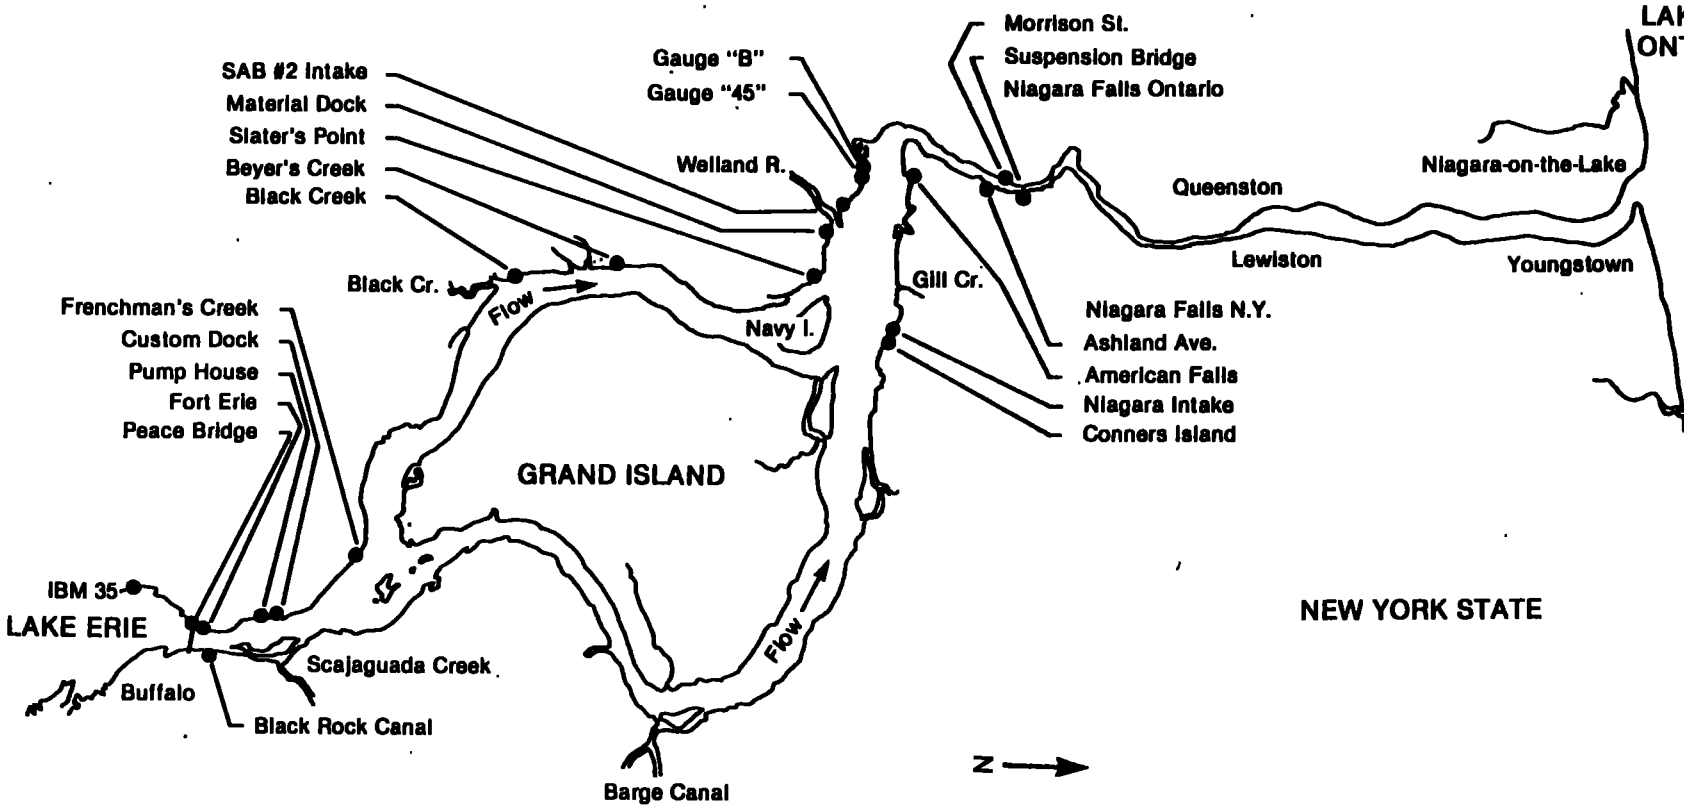 Morrison St.
Suspension Bridge
Niagara Falls Ontario
Gauge "B"
Gauge "45"
SAB #2 Intake
Material Dock
Slater's Point
Beyer's Creek
Black Creek
Welland R.
Queenston
Niagara-on-the-Lake
Lewiston
Youngstown
Black Cr.
Flow
Gill Cr.
Navy I.
Frenchman's Creek
Custom Dock
Pump House
Fort Erie
Peace Bridge
Niagara Falls N.Y.
Ashland Ave.
American Falls
Niagara Intake
Conners Island
GRAND ISLAND
IBM 35
LAKE ERIE
NEW YORK STATE
Flow
Scajaguada Creek
Buffalo
Black Rock Canal
N
Barge Canal